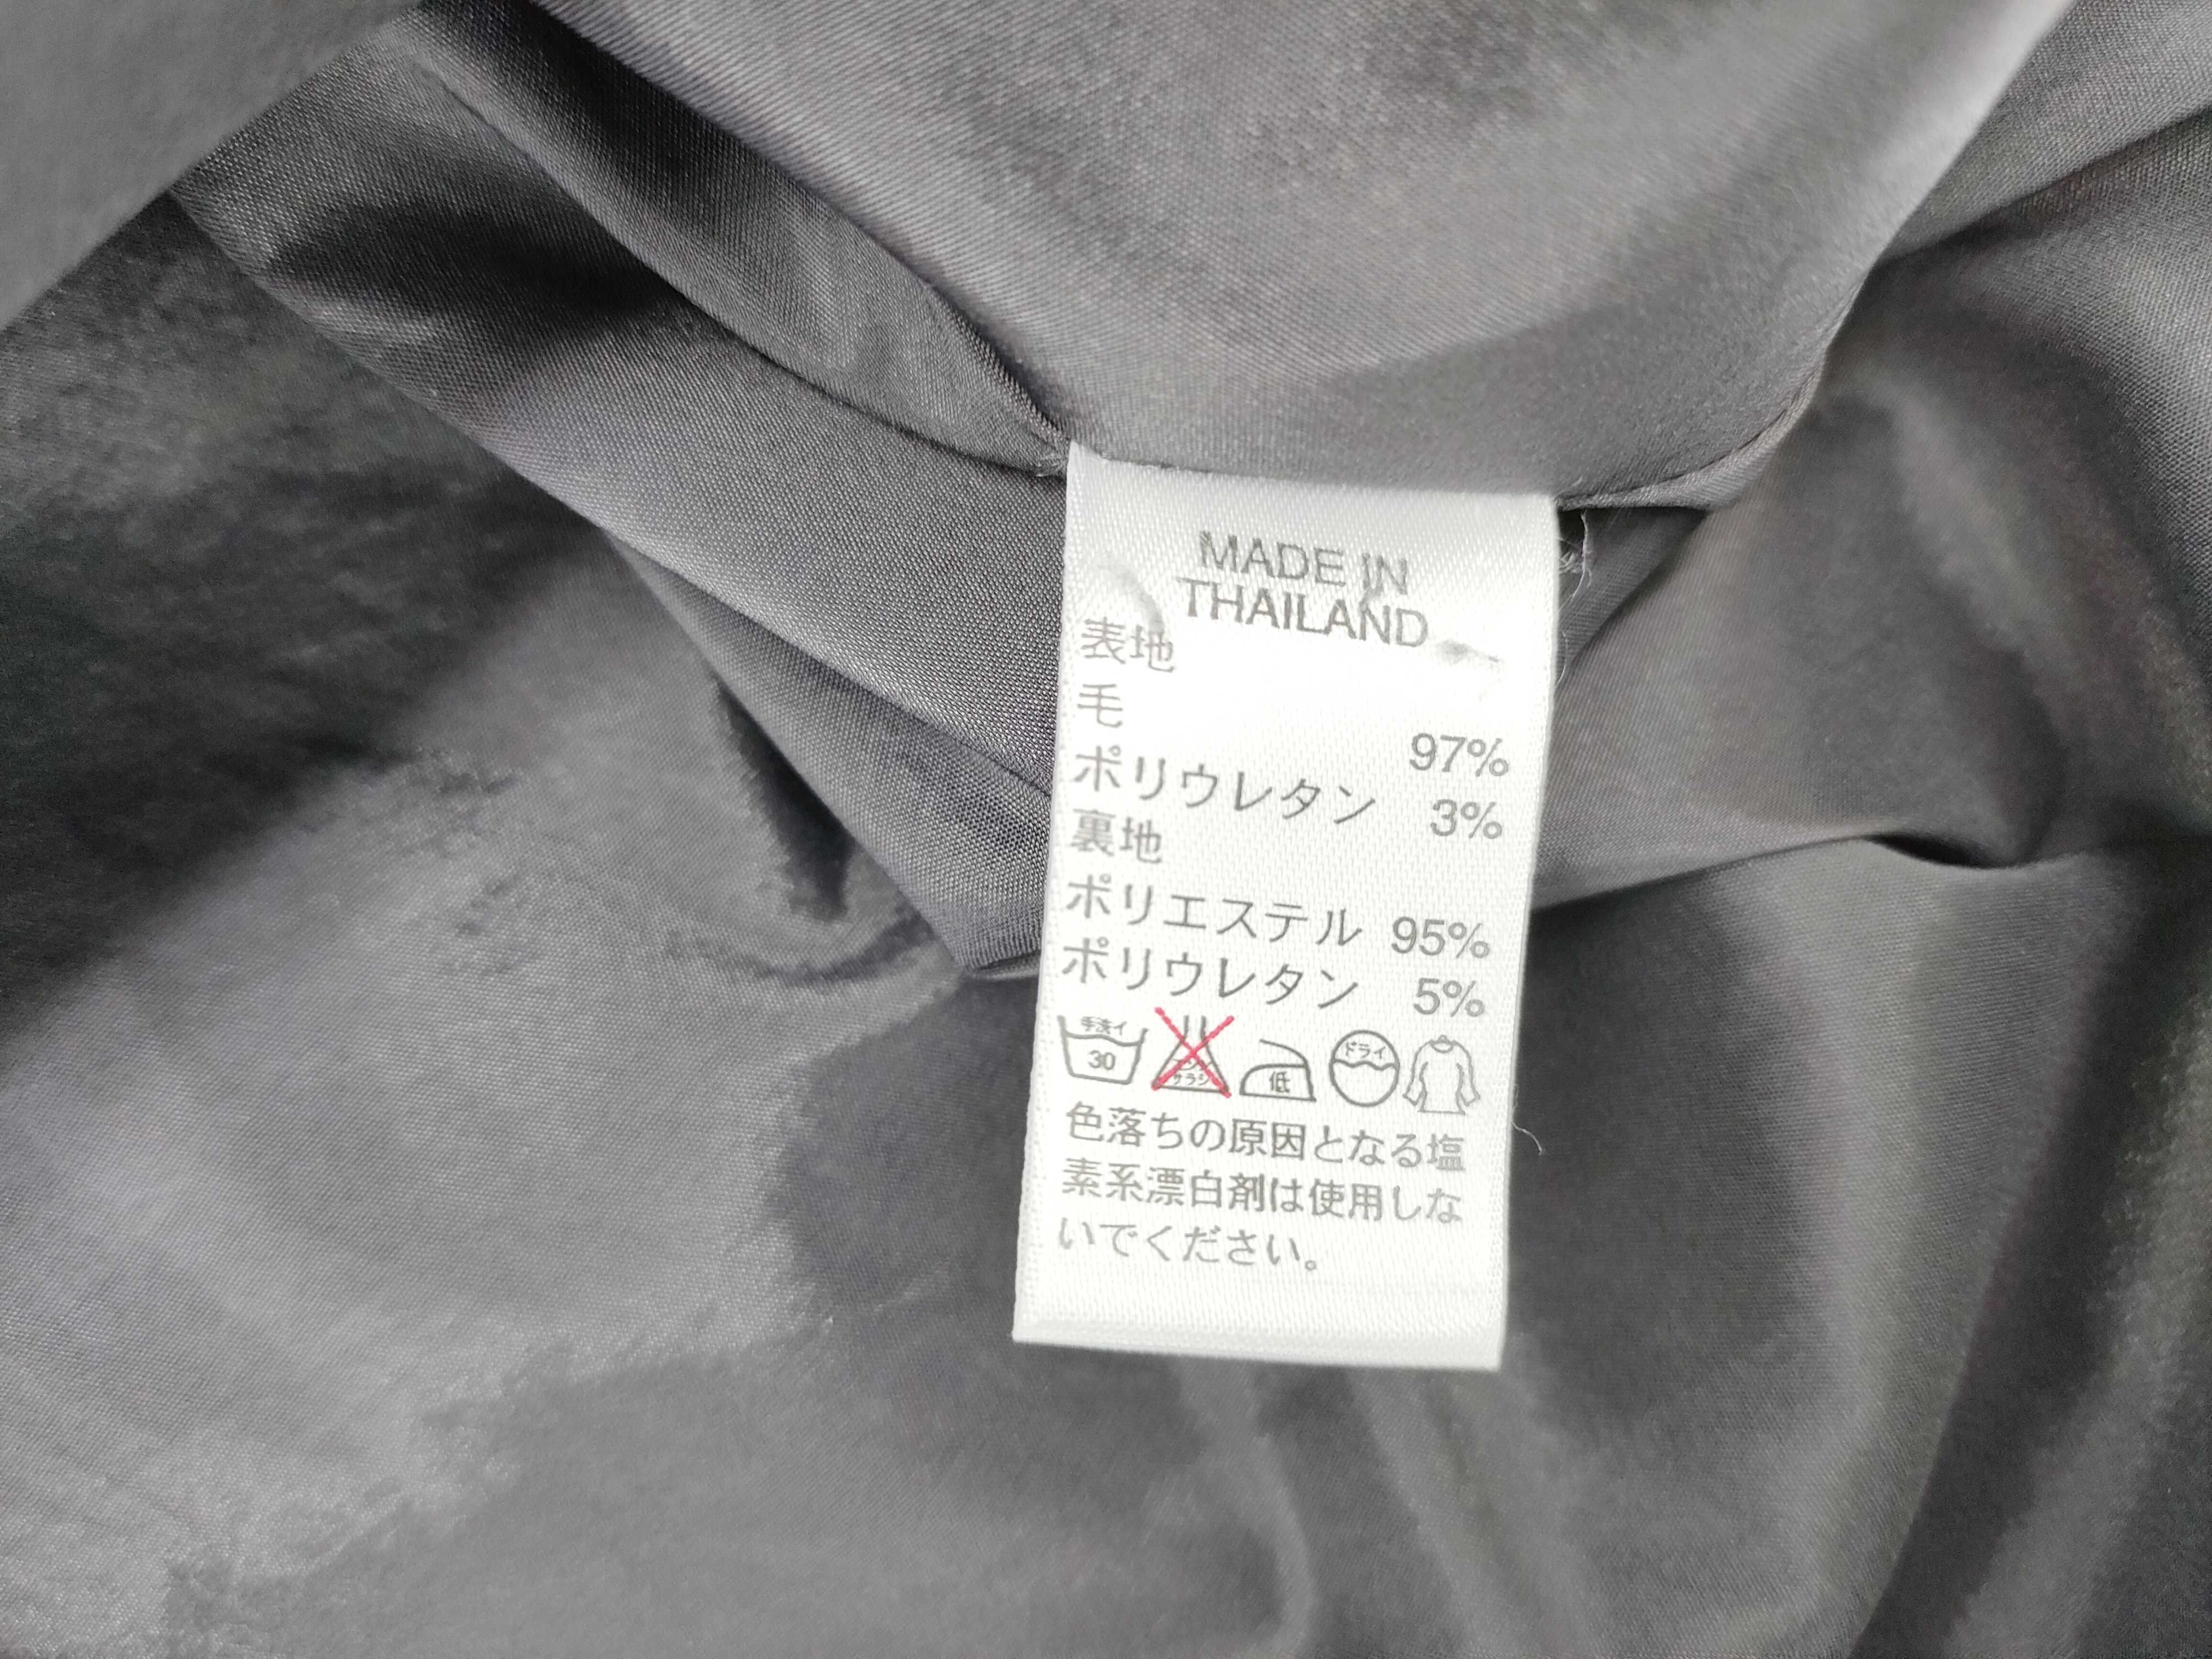 MADE IN
THAILAND
表地
毛 97%
ポリウレタン 3%
裏地
ポリエステル 95%
ポリウレタン 5%
手洗イ
30
エンソ
サラシ
低
ドライ
色落ちの原因となる塩
素系漂白剤は使用しな
いでください。